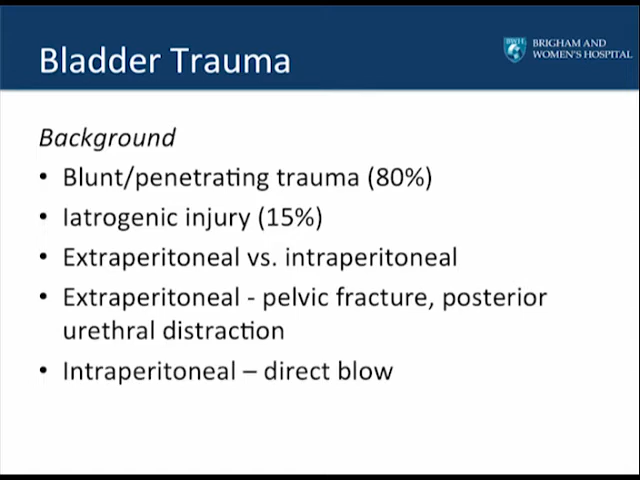 Bladder Trauma
BRIGHAM AND
WOMEN'S HOSPITAL
Background
• Blunt/penetrating trauma (80%)
• Iatrogenic injury (15%)
• Extraperitoneal vs. intraperitoneal
• Extraperitoneal - pelvic fracture, posterior
urethral distraction
• Intraperitoneal – direct blow